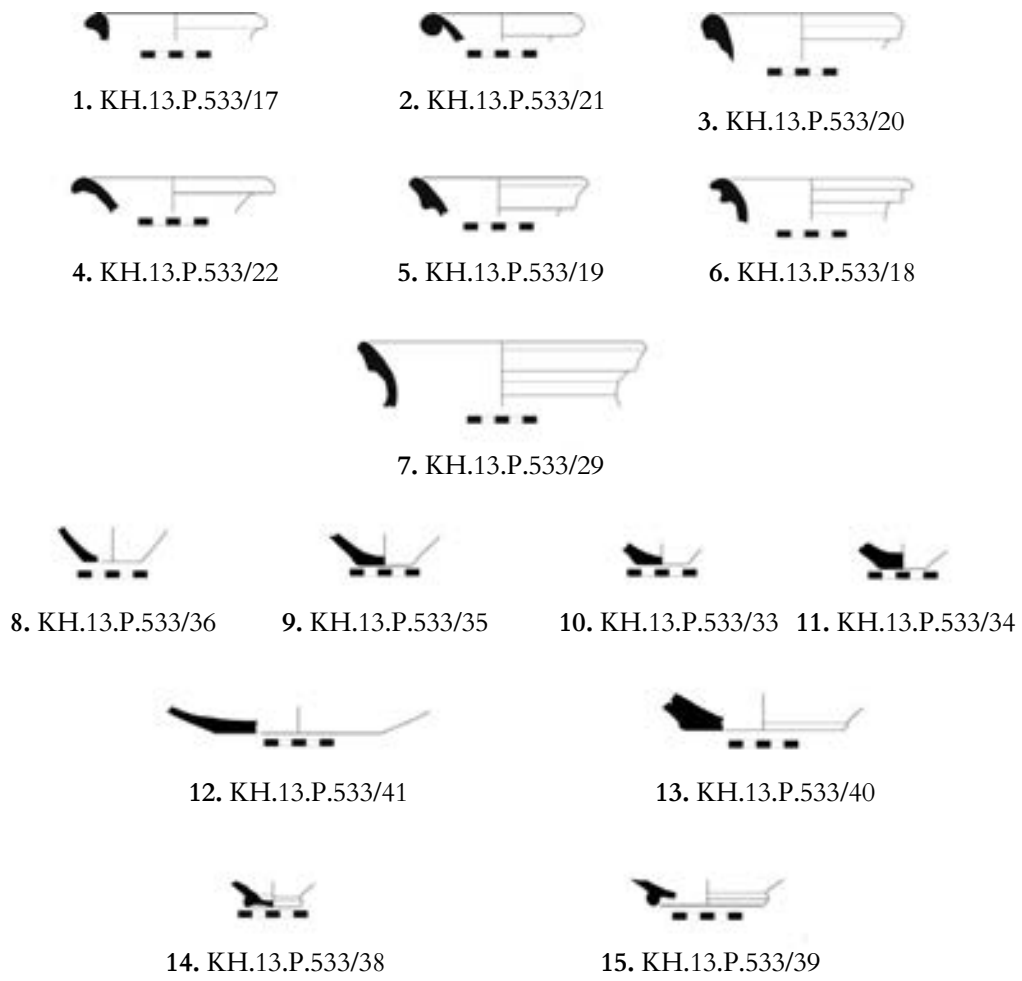 1. KH.13.P.533/17
2. KH.13.P.533/21
3. KH.13.P.533/20
4. KH.13.P.533/22
5. KH.13.P.533/19
6. KH.13.P.533/18
7. KH.13.P.533/29
8. KH.13.P.533/36
9. KH.13.P.533/35
10. KH.13.P.533/33
11. KH.13.P.533/34
12. KH.13.P.533/41
13. KH.13.P.533/40
14. KH.13.P.533/38
15. KH.13.P.533/39